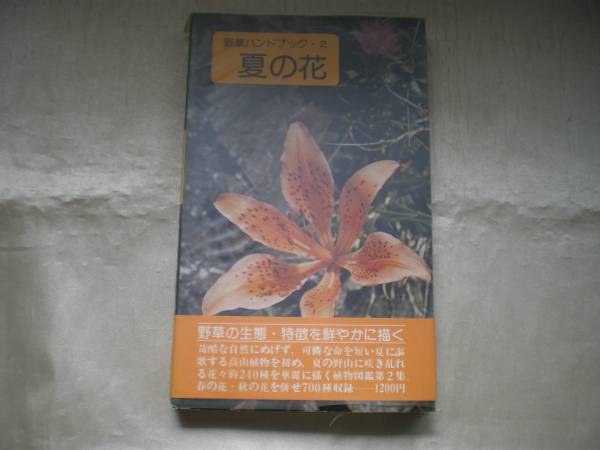 野草ハンドブック・2
夏の花
野草の生態・特徴を鮮やかに描く
苛酷な自然にめげず、可憐な命を短い夏に謳
歌する高山植物を初め、夏の野山に咲き乱れ
る花々約240種を華麗に描く植物図鑑第2集
春の花・秋の花を併せ700種収録——1200円